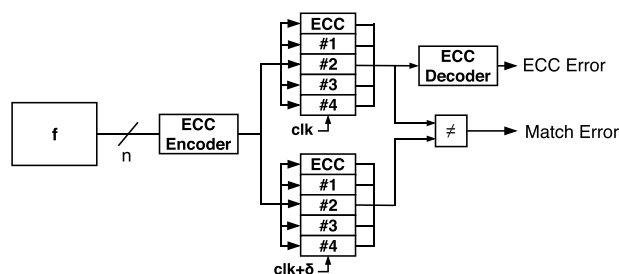 f
n
ECC
Encoder
ECC
#1
#2
#3
#4
clk
ECC
Decoder
ECC Error
≠
Match Error
ECC
#1
#2
#3
#4
clk+δ